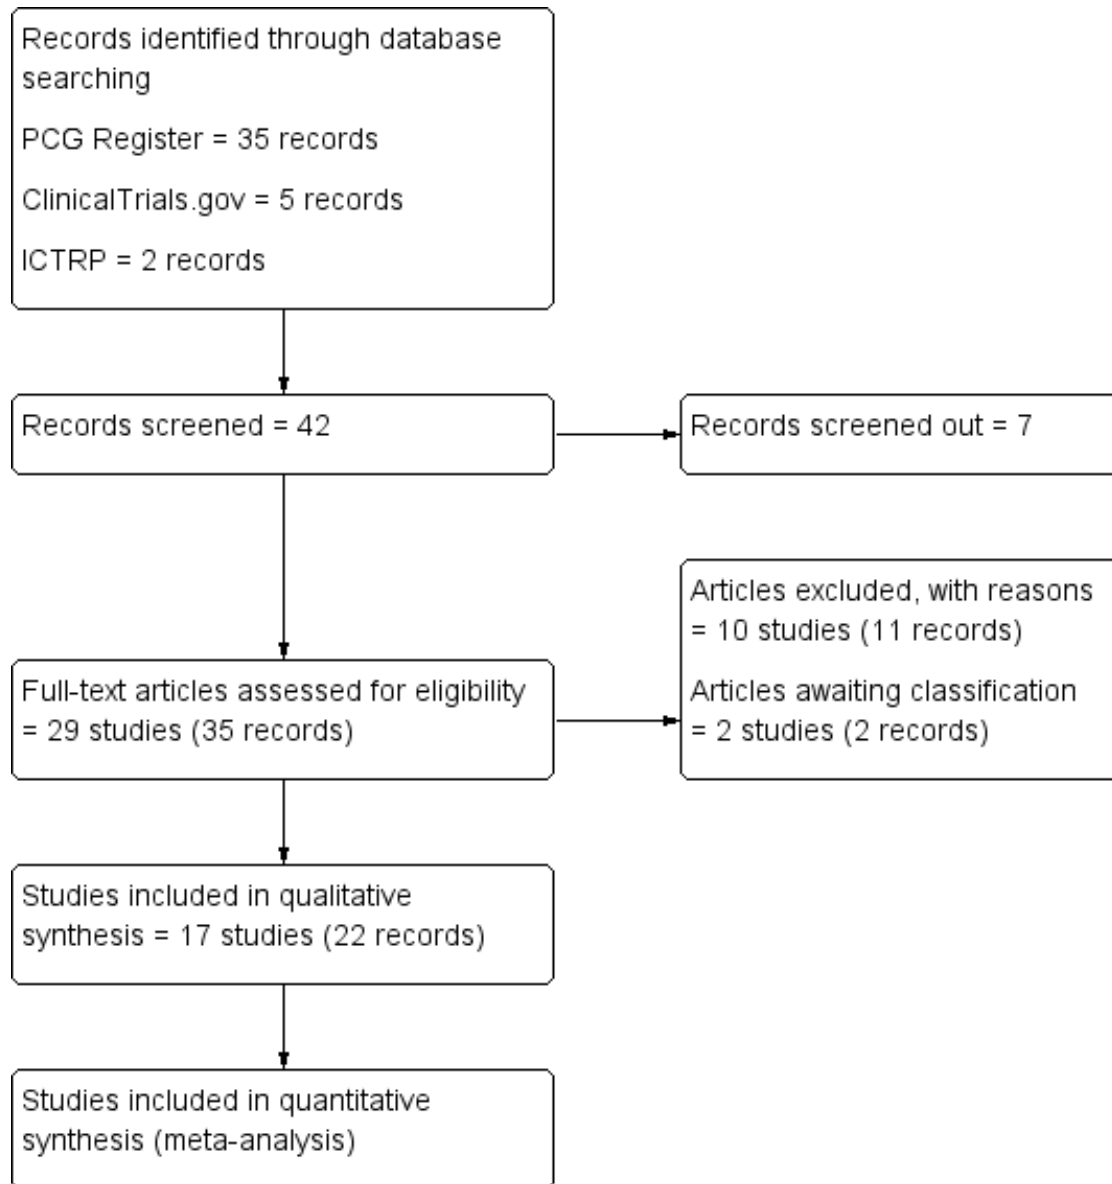 Records identified through database
searching
PCG Register = 35 records
ClinicalTrials.gov = 5 records
ICTRP = 2 records
Records screened = 42
Records screened out = 7
Full-text articles assessed for eligibility
= 29 studies (35 records)
Articles excluded, with reasons
= 10 studies (11 records)
Articles awaiting classification
= 2 studies (2 records)
Studies included in qualitative
synthesis = 17 studies (22 records)
Studies included in quantitative
synthesis (meta-analysis)